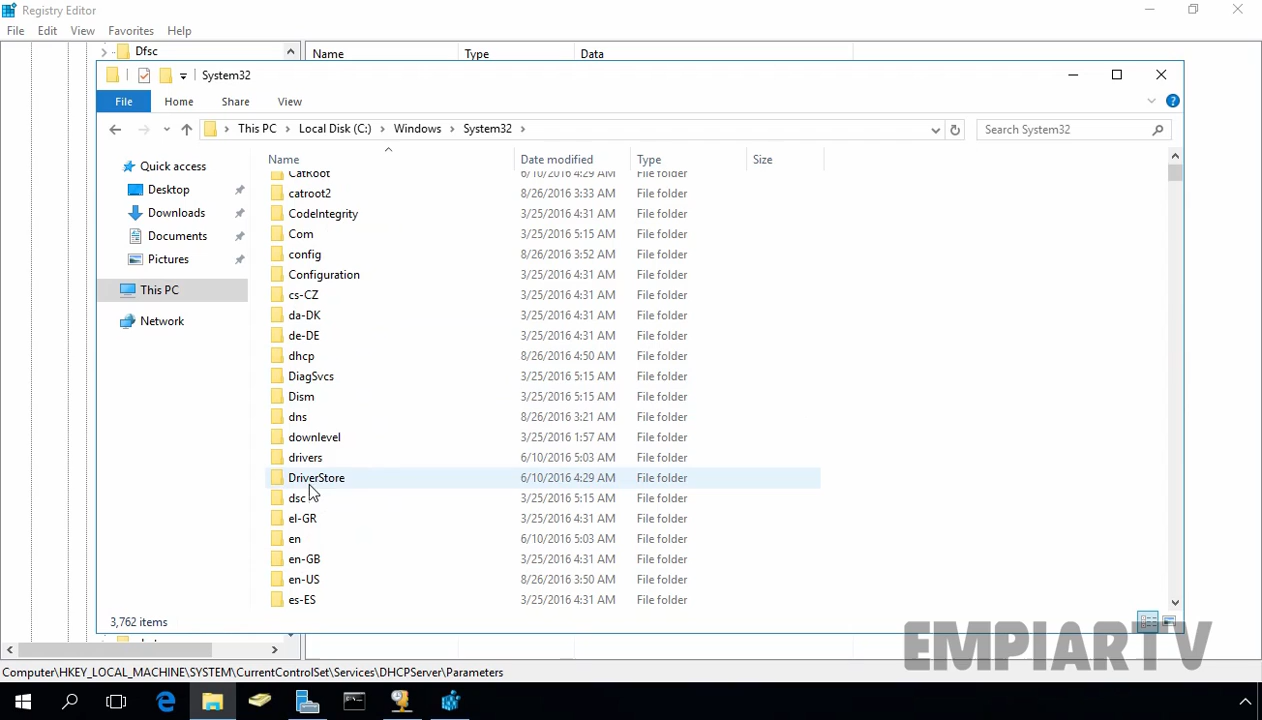 Registry Editor
File Edit View Favorites Help
Dfsc Name Type Data
System32
File Home Share View
This PC Local Disk (C:) Windows System32 Search System32
Name Date modified Type Size
Quick access
Desktop
Downloads
Documents
Pictures
This PC
Network
CatRoot 6/10/2016 4:29 AM File folder
catroot2 8/26/2016 3:33 AM File folder
CodeIntegrity 3/25/2016 4:31 AM File folder
Com 3/25/2016 5:15 AM File folder
config 8/26/2016 3:52 AM File folder
Configuration 3/25/2016 4:31 AM File folder
cs-CZ 3/25/2016 4:31 AM File folder
da-DK 3/25/2016 4:31 AM File folder
de-DE 3/25/2016 4:31 AM File folder
dhcp 8/26/2016 4:50 AM File folder
DiagSvcs 3/25/2016 5:15 AM File folder
Dism 3/25/2016 5:15 AM File folder
dns 8/26/2016 3:21 AM File folder
downlevel 3/25/2016 1:57 AM File folder
drivers 6/10/2016 5:03 AM File folder
DriverStore 6/10/2016 4:29 AM File folder
dsc 3/25/2016 5:15 AM File folder
el-GR 3/25/2016 4:31 AM File folder
en 6/10/2016 5:03 AM File folder
en-GB 3/25/2016 4:31 AM File folder
en-US 8/26/2016 3:50 AM File folder
es-ES 3/25/2016 4:31 AM File folder
3,762 items
EMPIARTV
Computer\HKEY_LOCAL_MACHINE\SYSTEM\CurrentControlSet\Services\DHCPServer\Parameters